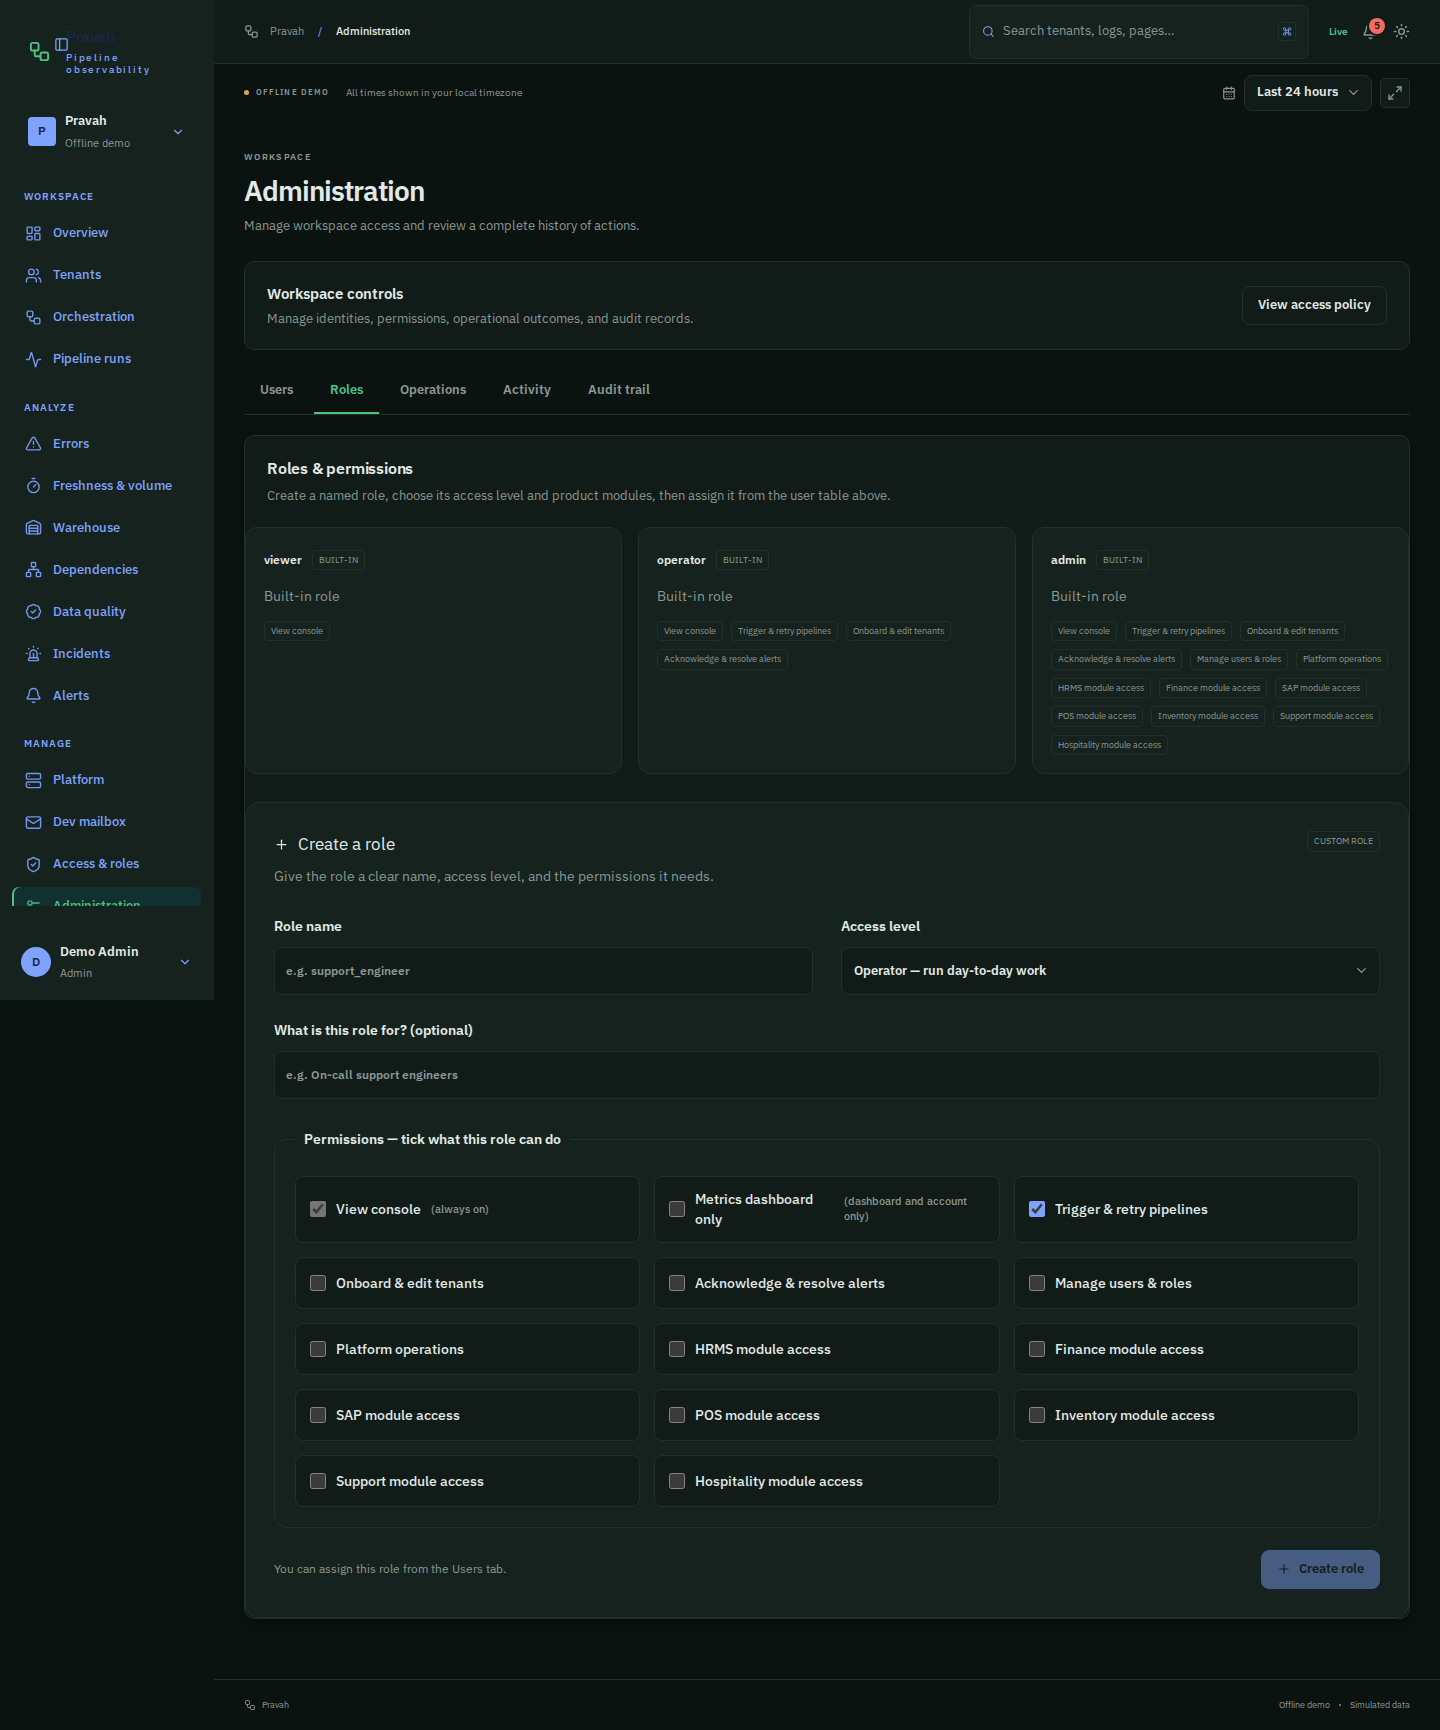 Pravah
Pipeline
observability
P
Pravah
Offline demo
WORKSPACE
Overview
Tenants
Orchestration
Pipeline runs
ANALYZE
Errors
Freshness & volume
Warehouse
Dependencies
Data quality
Incidents
Alerts
MANAGE
Platform
Dev mailbox
Access & roles
Administration
D
Demo Admin
Admin
Pravah / Administration
Search tenants, logs, pages...
⌘
Live
5
OFFLINE DEMO
All times shown in your local timezone
Last 24 hours
WORKSPACE
Administration
Manage workspace access and review a complete history of actions.
Workspace controls
Manage identities, permissions, operational outcomes, and audit records.
View access policy
Users Roles Operations Activity Audit trail
Roles & permissions
Create a named role, choose its access level and product modules, then assign it from the user table above.
viewer BUILT-IN
Built-in role
View console
operator BUILT-IN
Built-in role
View console Trigger & retry pipelines Onboard & edit tenants
Acknowledge & resolve alerts
admin BUILT-IN
Built-in role
View console Trigger & retry pipelines Onboard & edit tenants
Acknowledge & resolve alerts Manage users & roles Platform operations
HRMS module access Finance module access SAP module access
POS module access Inventory module access Support module access
Hospitality module access
Create a role
CUSTOM ROLE
Give the role a clear name, access level, and the permissions it needs.
Role name
e.g. support_engineer
Access level
Operator — run day-to-day work
What is this role for? (optional)
e.g. On-call support engineers
Permissions — tick what this role can do
View console (always on)
Metrics dashboard
only
(dashboard and account
only)
Trigger & retry pipelines
Onboard & edit tenants
Acknowledge & resolve alerts
Manage users & roles
Platform operations
HRMS module access
Finance module access
SAP module access
POS module access
Inventory module access
Support module access
Hospitality module access
You can assign this role from the Users tab.
Create role
Pravah
Offline demo • Simulated data